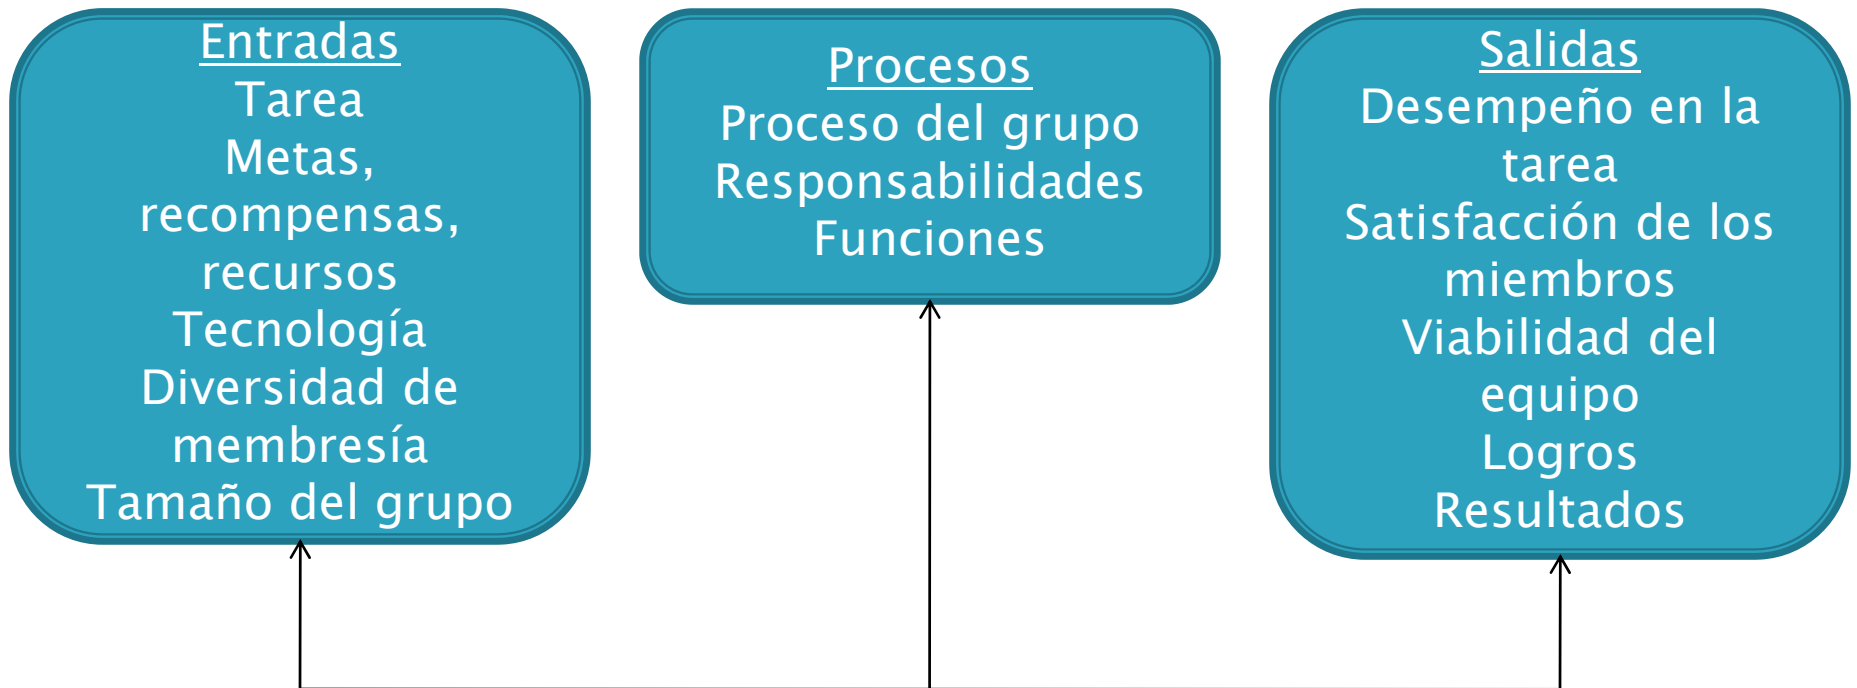 Entradas
Tarea
Metas,
recompensas,
recursos
Tecnología
Diversidad de
membresía
Tamaño del grupo
Procesos
Proceso del grupo
Responsabilidades
Funciones
Salidas
Desempeño en la
tarea
Satisfacción de los
miembros
Viabilidad del
equipo
Logros
Resultados